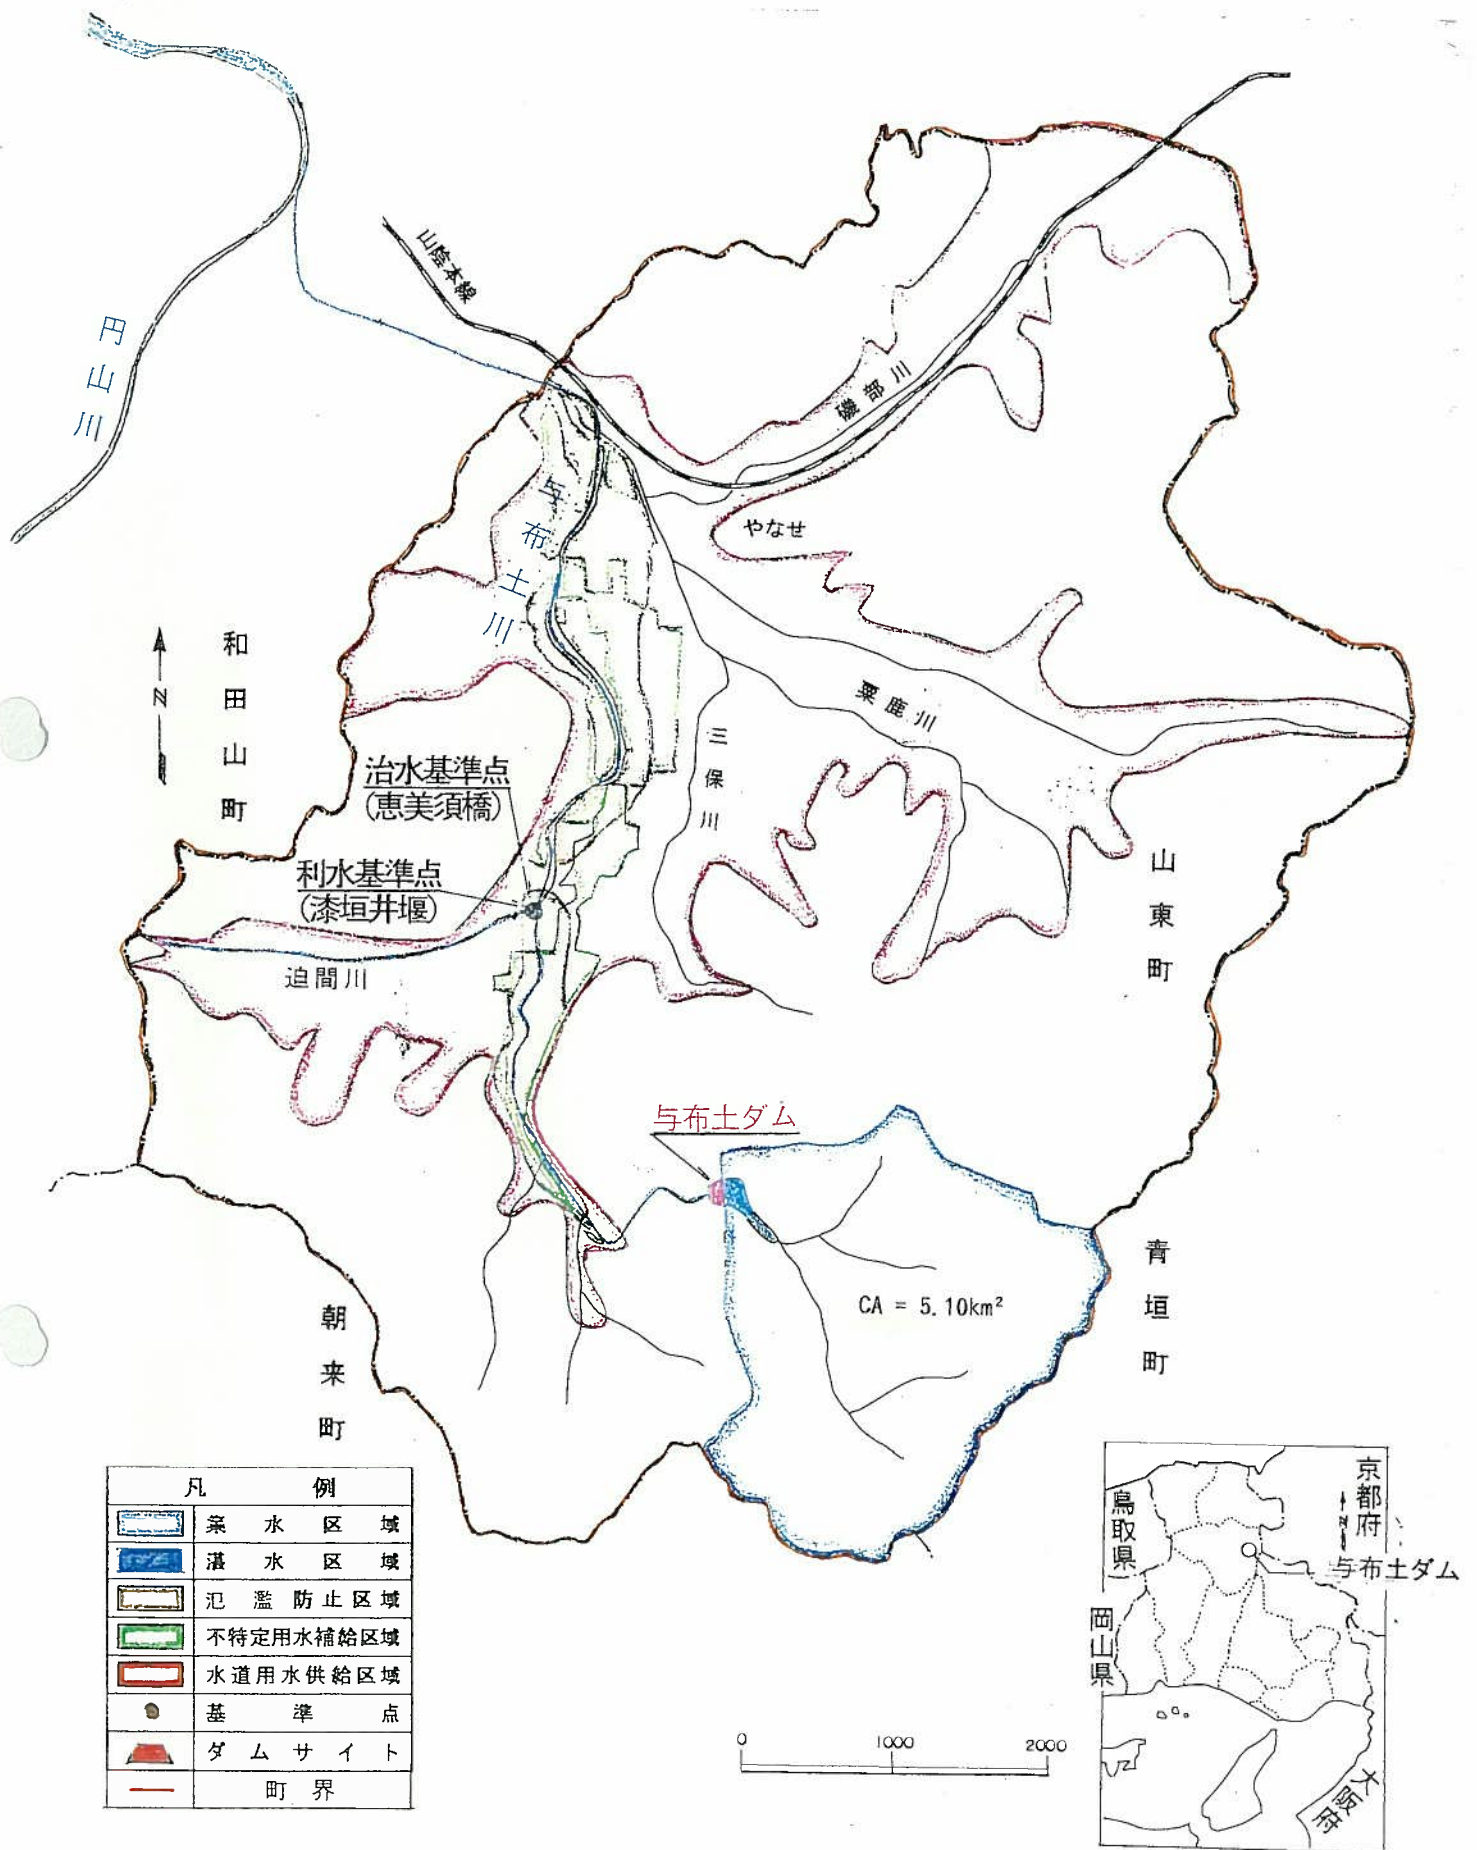 山陰本線
円山川
磯部川
与布土川
やなせ
和田山町
粟鹿川
三保川
治水基準点
(恵美須橋)
利水基準点
(漆垣井堰)
山東町
迫間川
与布土ダム
N
青垣町
CA = 5.10km²
朝来町
凡例
集水区域
湛水区域
氾濫防止区域
不特定用水補給区域
水道用水供給区域
基準点
ダムサイト
町界
0 1000 2000
京都府
鳥取県
N
与布土ダム
岡山県
大阪府